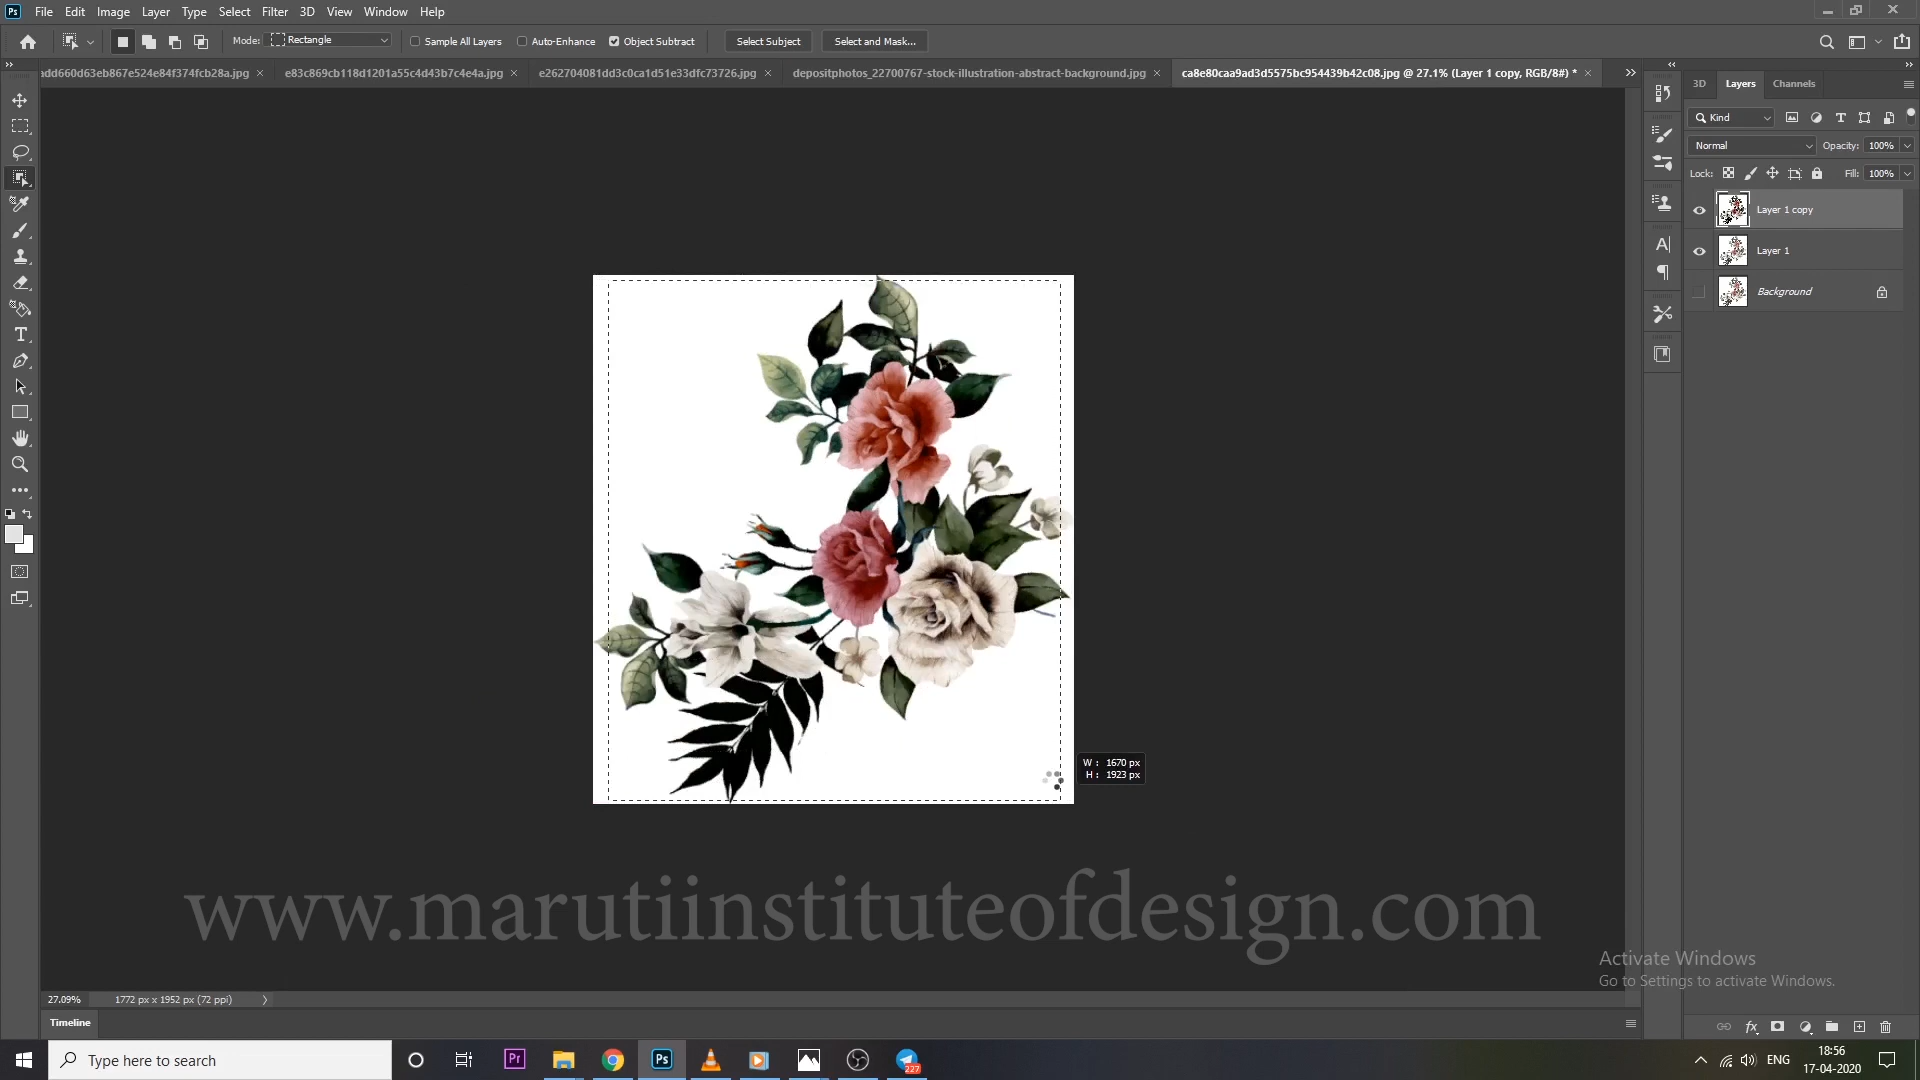 Ps File Edit Image Layer Type Select Filter 3D View Window Help
Mode: Rectangle Sample All Layers Auto-Enhance Object Subtract Select Subject Select and Mask...
add660d63eb867e524e84f374fcb28a.jpg × e83c869cb118d1201a55c4d43b7c4e4a.jpg × e262704081dd3c0ca1d51e33dfc73726.jpg × depositphotos_22700767-stock-illustration-abstract-background.jpg × ca8e80caa9ad3d5575bc954439b42c08.jpg @ 27.1% (Layer 1 copy, RGB/8#) * ×
3D Layers Channels
Kind
Normal Opacity: 100%
Lock: Fill: 100%
Layer 1 copy
Layer 1
Background
W : 1670 px
H : 1923 px
www.marutiinstituteofdesign.com
Activate Windows
Go to Settings to activate Windows.
27.09% 1772 px x 1952 px (72 ppi)
Timeline
Type here to search
Pr
Ps
227
ENG
18:56
17-04-2020